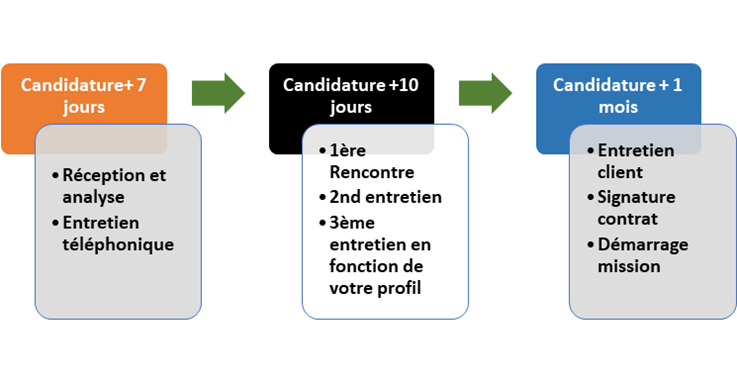 Candidature+ 7
jours
• Réception et
analyse
• Entretien
téléphonique
Candidature +10
jours
• 1ère
Rencontre
• 2nd entretien
• 3ème
entretien en
fonction de
votre profil
Candidature + 1
mois
• Entretien
client
• Signature
contrat
• Démarrage
mission